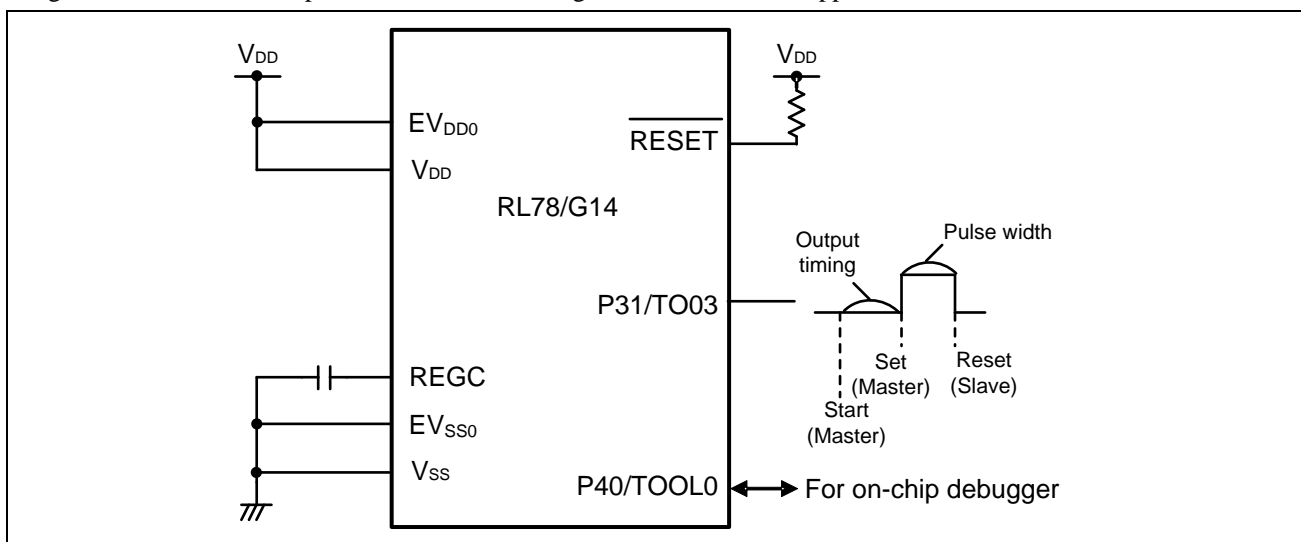 VDD
VDD
EVDD0
RESET
VDD
RL78/G14
Pulse width
Output
timing
P31/TO03
Set
(Master)
Reset
(Slave)
Start
(Master)
REGC
EVSS0
VSS
P40/TOOL0
For on-chip debugger